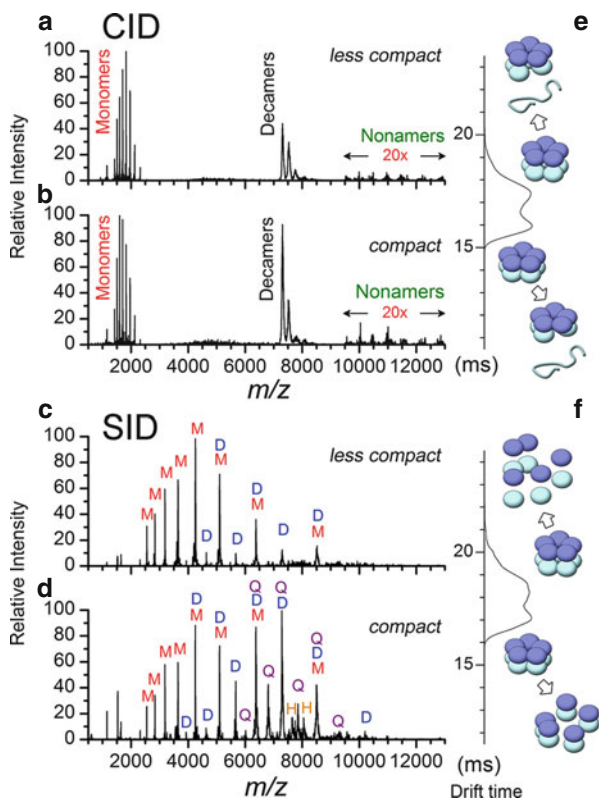 a CID e
Relative Intensity
100
80
60
40
20
0
Monomers
Decamers
less compact
Nonamers
20x
20
b
100
80
60
40
20
0
Monomers
Decamers
compact
Nonamers
20x
15
2000 4000 6000 8000 10000 12000
m/z
(ms)
c SID f
Relative Intensity
100
80
60
40
20
0
less compact
M M M M M D M D D M D D M
20
d
100
80
60
40
20
0
compact
M M M M D M D D M D Q Q D M Q Q D Q H H Q D M Q D
15
2000 4000 6000 8000 10000 12000
m/z
(ms)
Drift time